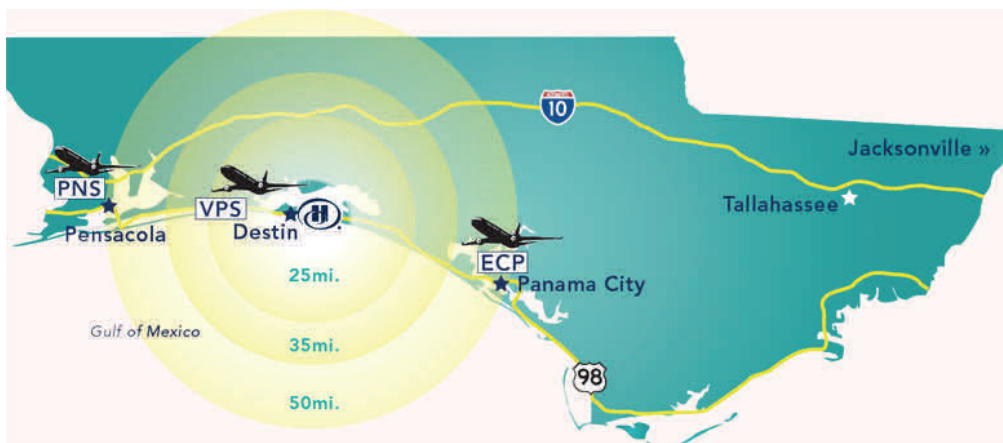 10
Jacksonville »
PNS
VPS
Tallahassee
Pensacola
Destin
H
ECP
Panama City
25mi.
Gulf of Mexico
35mi.
98
50mi.